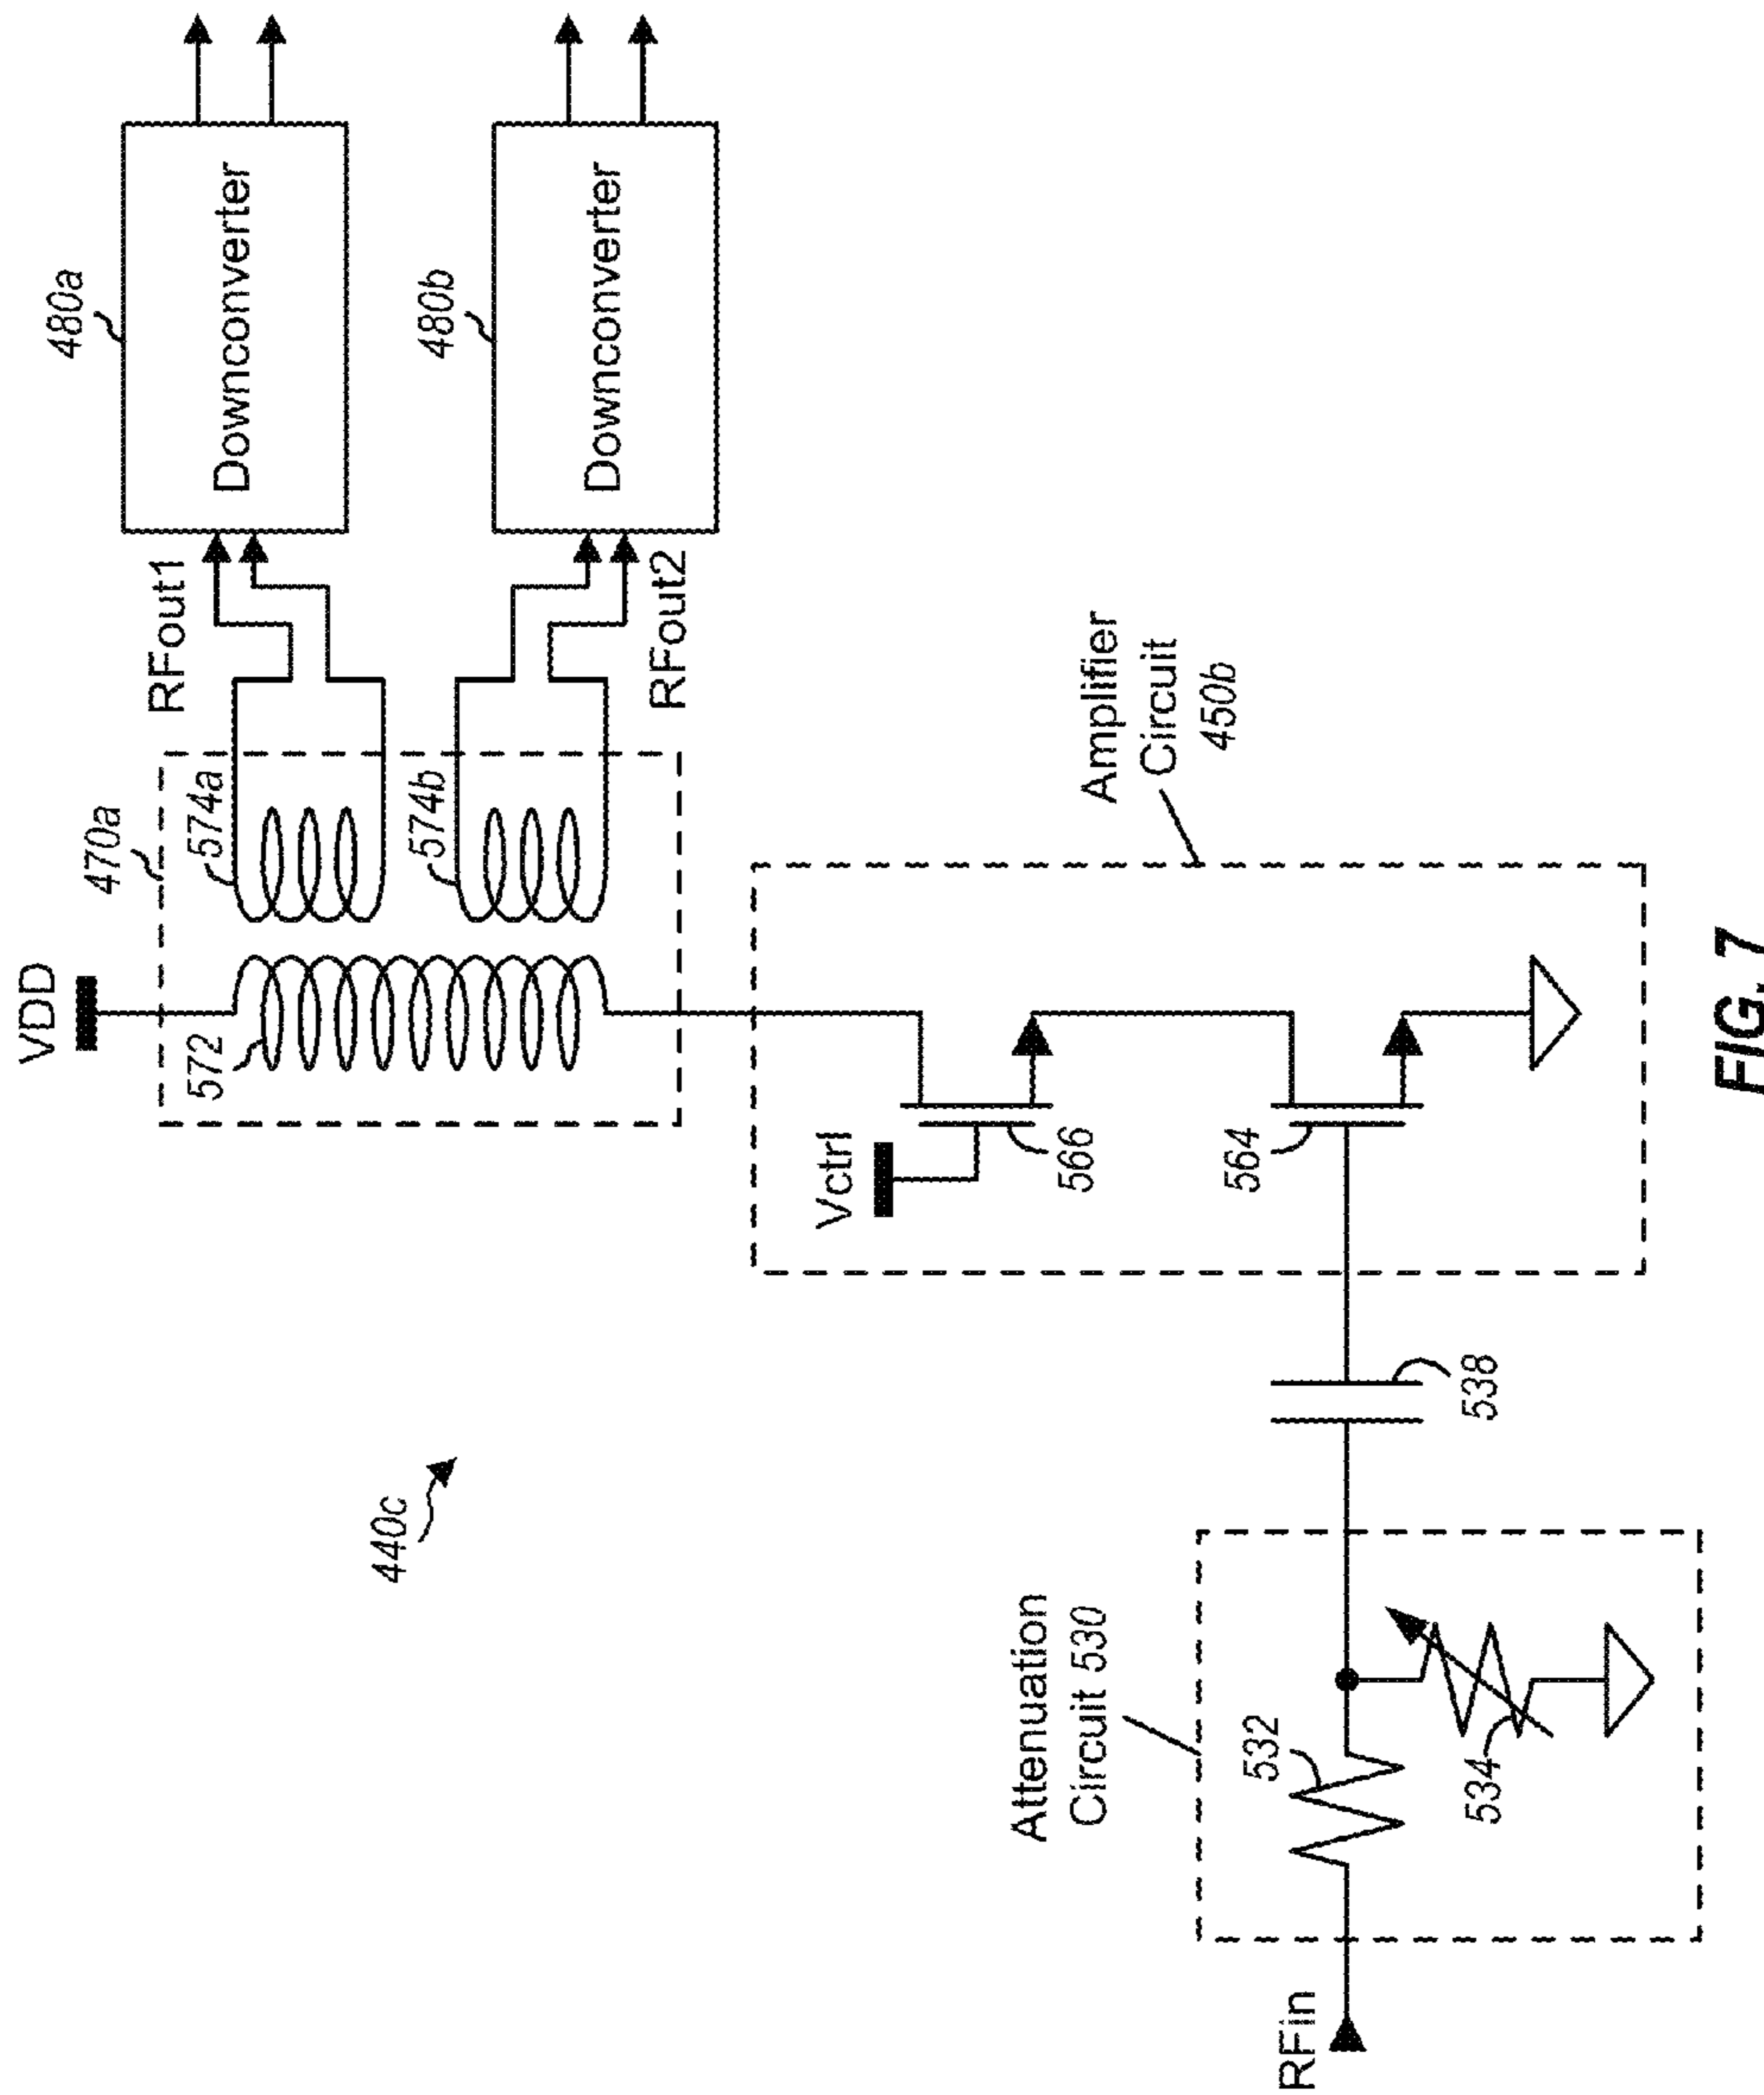 VDD
470a
572
574a
574b
RFout1
RFout2
480a
Downconverter
480b
Downconverter
440c
Amplifier
Circuit
450b
Vctrl
566
564
538
Attenuation
Circuit 530
532
534
RFin
FIG. 7